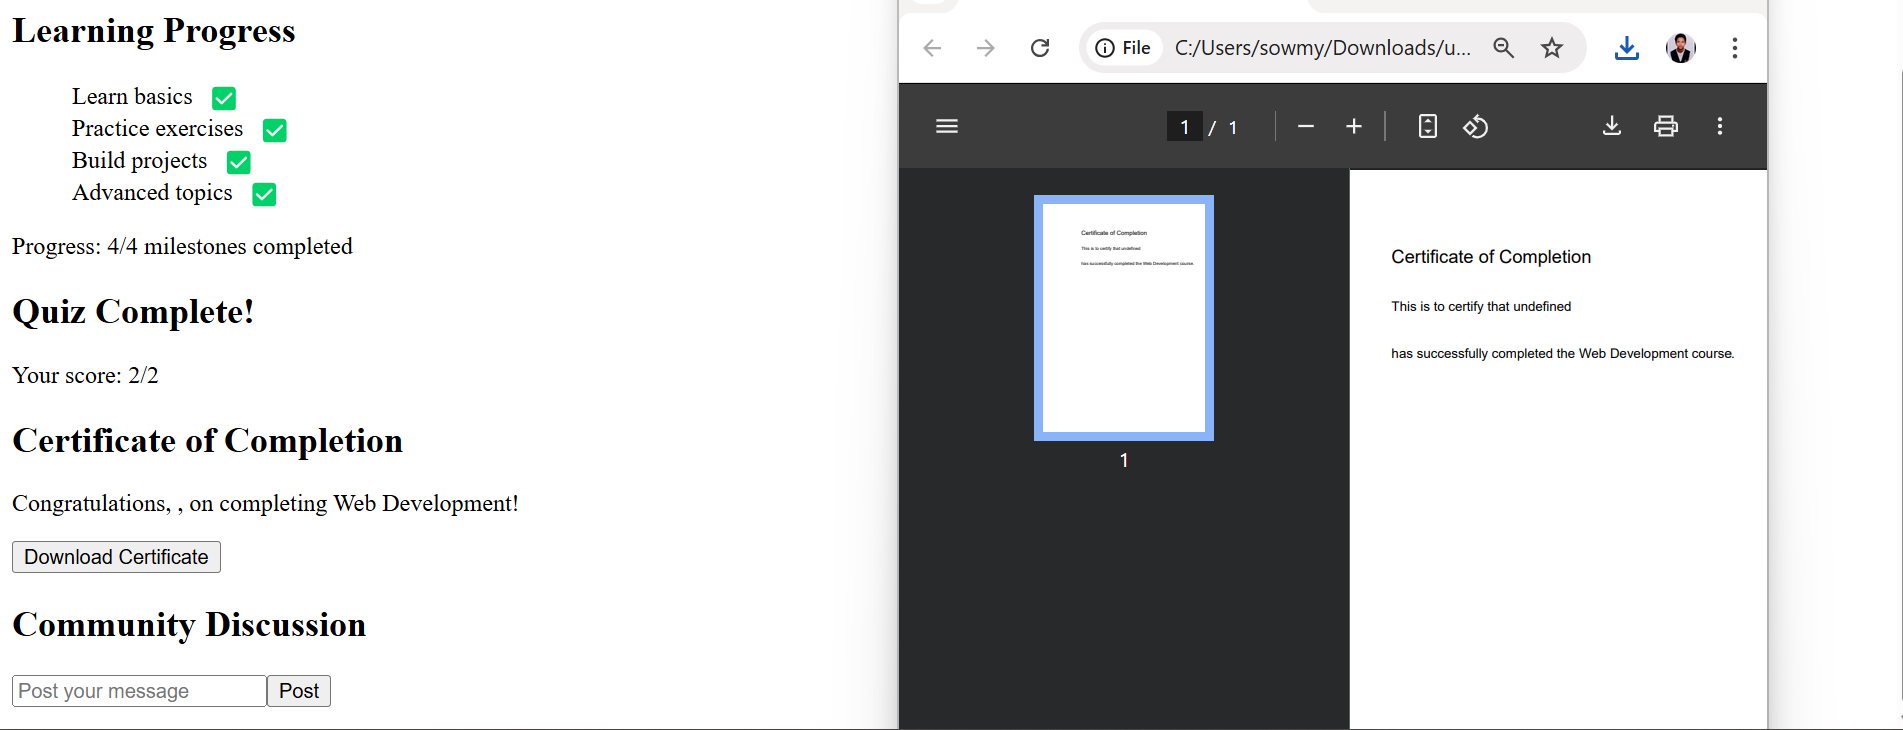 Learning Progress
Learn basics
Practice exercises
Build projects
Advanced topics
Progress: 4/4 milestones completed
Quiz Complete!
Your score: 2/2
Certificate of Completion
Congratulations, , on completing Web Development!
Download Certificate
Community Discussion
Post your message
Post
File
C:/Users/sowmy/Downloads/u...
1 / 1
Certificate of Completion
This is to certify that undefined
has successfully completed the Web Development course.
1
Certificate of Completion
This is to certify that undefined
has successfully completed the Web Development course.